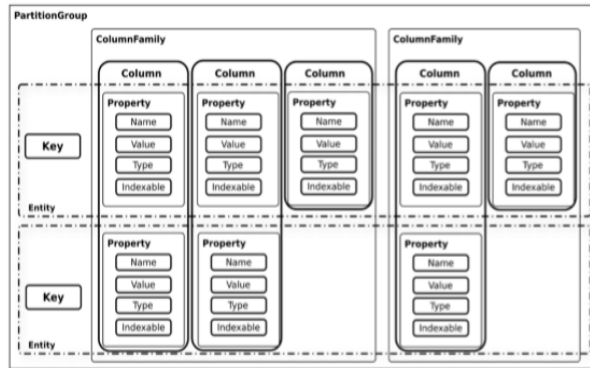 PartitionGroup
ColumnFamily ColumnFamily
Column Column Column Column Column
Property Property Property Property Property
Name Name Name Name Name
Key Value Value Value Value Value
Type Type Type Type Type
Indexable Indexable Indexable Indexable Indexable
Entity
Property Property Property
Name Name Name
Key Value Value Value
Type Type Type
Indexable Indexable Indexable
Entity